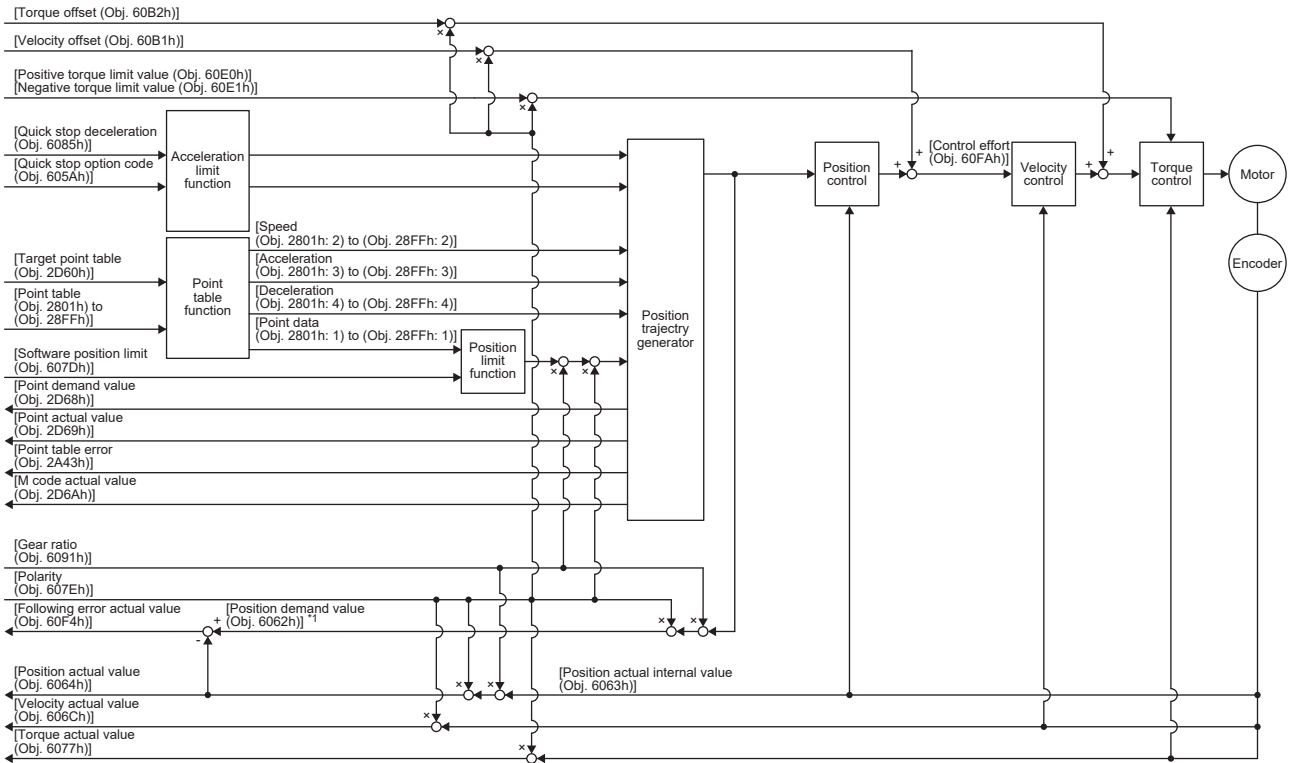 [Torque offset (Obj. 60B2h)]
×
[Velocity offset (Obj. 60B1h)]
×
[Positive torque limit value (Obj. 60E0h)]
[Negative torque limit value (Obj. 60E1h)]
×
[Quick stop deceleration
(Obj. 6085h)]
[Quick stop option code
(Obj. 605Ah)]
Acceleration
limit
function
[Target point table
(Obj. 2D60h)]
[Point table
(Obj. 2801h) to
(Obj. 28FFh)]
Point
table
function
[Speed
(Obj. 2801h: 2) to (Obj. 28FFh: 2)]
[Acceleration
(Obj. 2801h: 3) to (Obj. 28FFh: 3)]
[Deceleration
(Obj. 2801h: 4) to (Obj. 28FFh: 4)]
[Point data
(Obj. 2801h: 1) to (Obj. 28FFh: 1)]
Position
limit
function
×
×
Position
trajectry
generator
Position
control
+
+
[Control effort
(Obj. 60FAh)]
Velocity
control
+
+
Torque
control
Motor
Encoder
[Software position limit
(Obj. 607Dh)]
[Point demand value
(Obj. 2D68h)]
[Point actual value
(Obj. 2D69h)]
[Point table error
(Obj. 2A43h)]
[M code actual value
(Obj. 2D6Ah)]
[Gear ratio
(Obj. 6091h)]
[Polarity
(Obj. 607Eh)]
[Following error actual value
(Obj. 60F4h)]
+
-
[Position demand value
(Obj. 6062h)] *1
×
×
[Position actual value
(Obj. 6064h)]
×
×
[Position actual internal value
(Obj. 6063h)]
[Velocity actual value
(Obj. 606Ch)]
×
[Torque actual value
(Obj. 6077h)]
×